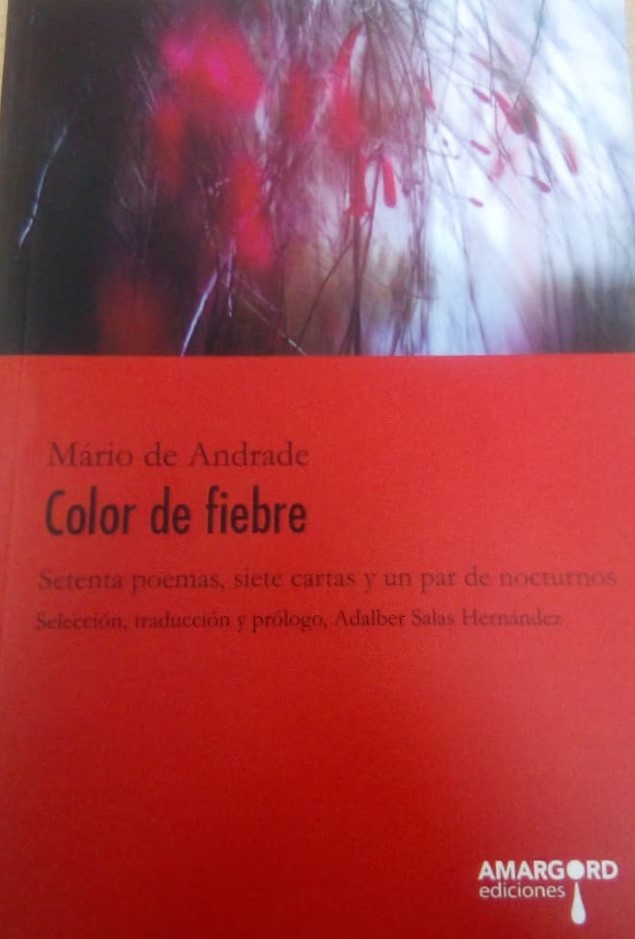 Mário de Andrade
Color de fiebre
Setenta poemas, siete cartas y un par de nocturnos
Selección, traducción y prólogo, Adalber Salas Hernández
AMARGORD
ediciones